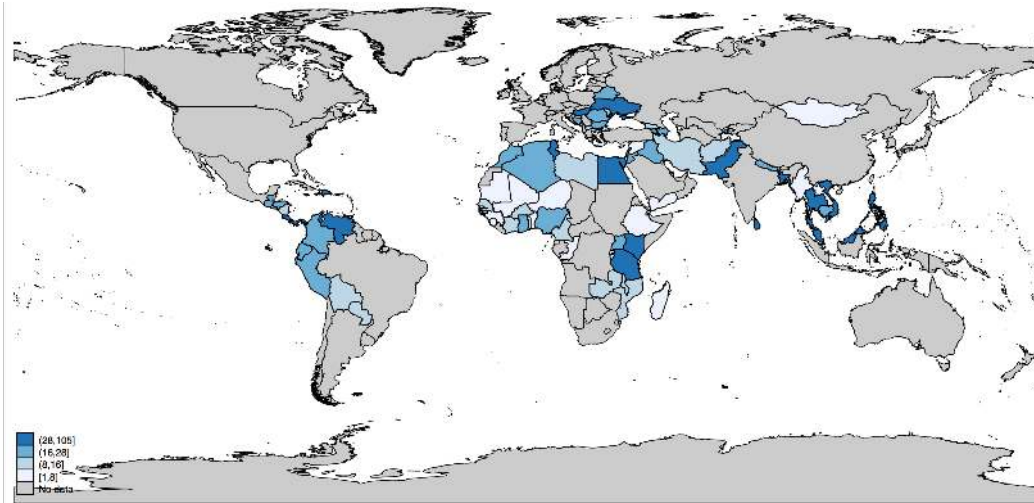 (28,105]
(16,28]
(8,16]
[1,8]
No data